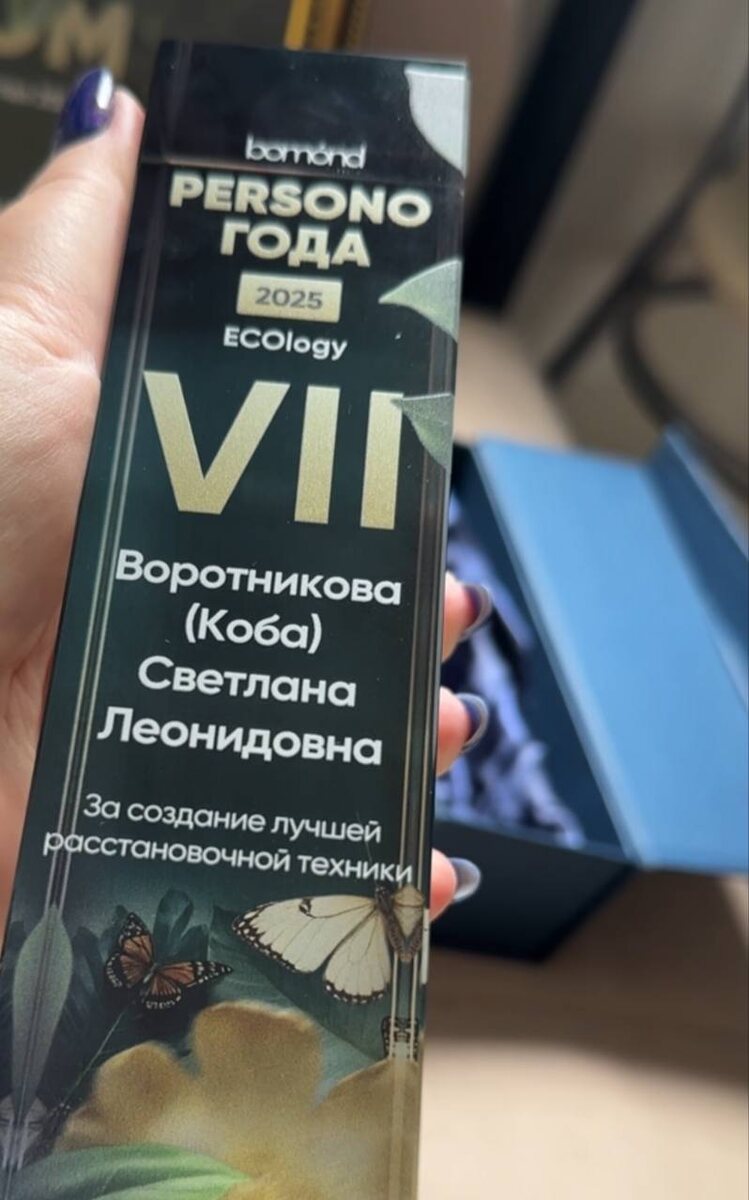 bomond
PERSONO
ГОДА
2025
ECOlogy
VII
Воротникова
(Коба)
Светлана
Леонидовна
За создание лучшей
расстановочной техники